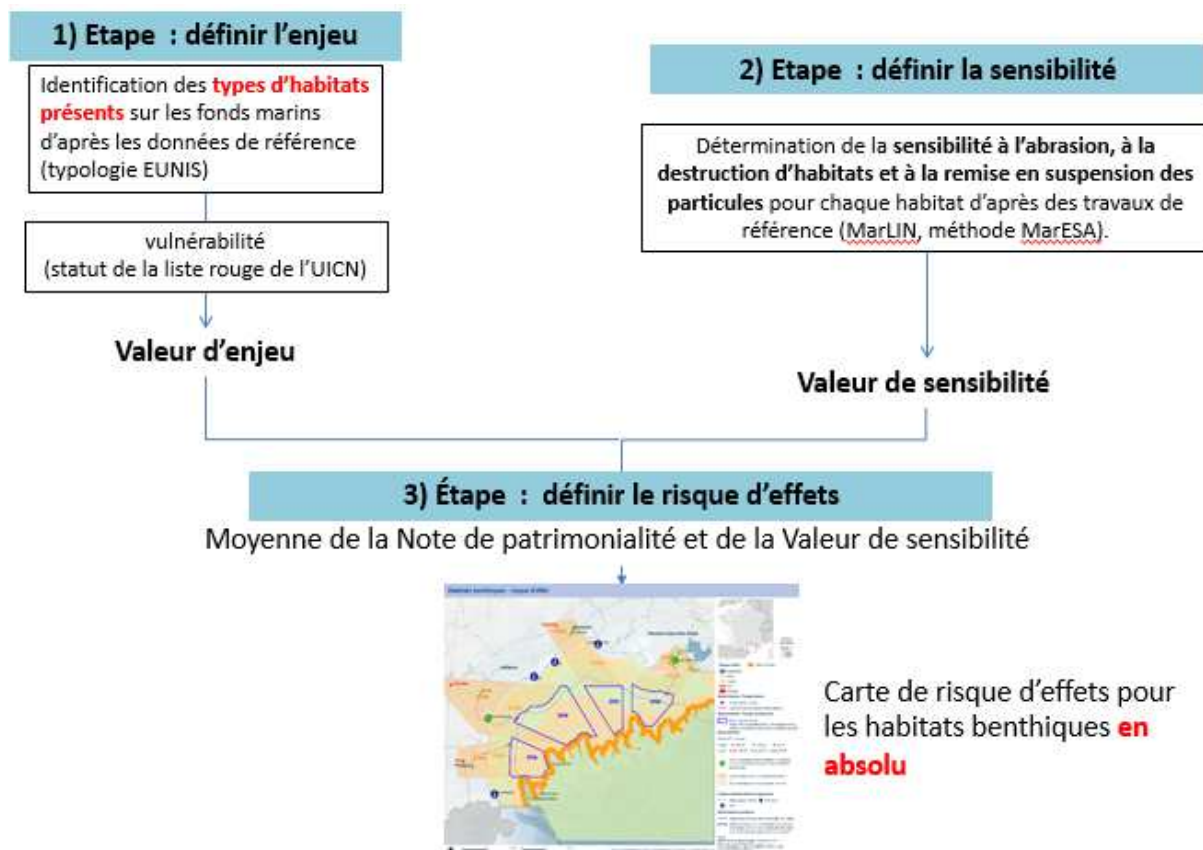 1) Etape : définir l'enjeu
Identification des types d'habitats
présents sur les fonds marins
d'après les données de référence
(typologie EUNIS)
vulnérabilité
(statut de la liste rouge de l'UICN)
Valeur d'enjeu
2) Etape : définir la sensibilité
Détermination de la sensibilité à l'abrasion, à la
destruction d'habitats et à la remise en suspension des
particules pour chaque habitat d'après des travaux de
référence (MarLIN, méthode MarESA).
Valeur de sensibilité
3) Étape : définir le risque d'effets
Moyenne de la Note de patrimonialité et de la Valeur de sensibilité
Carte de risque d'effets pour
les habitats benthiques en
absolu